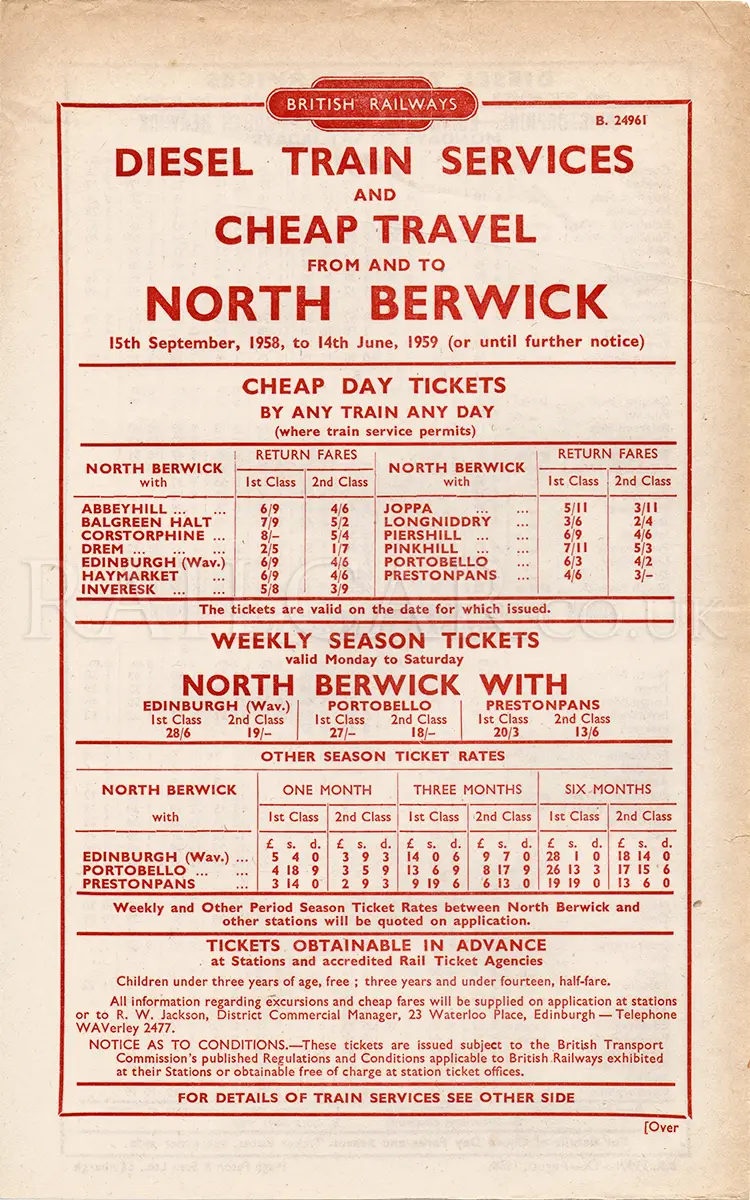 BRITISH RAILWAYS
B. 24961
DIESEL TRAIN SERVICES
AND
CHEAP TRAVEL
FROM AND TO
NORTH BERWICK
15th September, 1958, to 14th June, 1959 (or until further notice)
CHEAP DAY TICKETS
BY ANY TRAIN ANY DAY
(where train service permits)
NORTH BERWICK with RETURN FARES 1st Class 2nd Class
ABBEYHILL ... ... 6/9 4/6
BALGREEN HALT 7/9 5/2
CORSTORPHINE ... 8/– 5/4
DREM ... ... ... 2/5 1/7
EDINBURGH (Wav.) 6/9 4/6
HAYMARKET ... 6/9 4/6
INVERESK ... ... 5/8 3/9
NORTH BERWICK with RETURN FARES 1st Class 2nd Class
JOPPA ... ... 5/11 3/11
LONGNIDDRY ... 3/6 2/4
PIERSHILL ... ... 6/9 4/6
PINKHILL ... ... 7/11 5/3
PORTOBELLO ... 6/3 4/2
PRESTONPANS ... 4/6 3/–
The tickets are valid on the date for which issued.
RAILCAR.co.uk
WEEKLY SEASON TICKETS
valid Monday to Saturday
NORTH BERWICK WITH
EDINBURGH (Wav.) PORTOBELLO PRESTONPANS
1st Class 2nd Class 1st Class 2nd Class 1st Class 2nd Class
28/6 19/– 27/– 18/– 20/3 13/6
OTHER SEASON TICKET RATES
NORTH BERWICK ONE MONTH THREE MONTHS SIX MONTHS
with 1st Class 2nd Class 1st Class 2nd Class 1st Class 2nd Class
£ s. d. £ s. d. £ s. d. £ s. d. £ s. d. £ s. d.
EDINBURGH (Wav.) ... 5 4 0 3 9 3 14 0 6 9 7 0 28 1 0 18 14 0
PORTOBELLO ... ... 4 18 9 3 5 9 13 6 9 8 17 9 26 13 3 17 15 6
PRESTONPANS ... 3 14 0 2 9 3 9 19 6 6 13 0 19 19 0 13 6 0
Weekly and Other Period Season Ticket Rates between North Berwick and
other stations will be quoted on application.
TICKETS OBTAINABLE IN ADVANCE
at Stations and accredited Rail Ticket Agencies
Children under three years of age, free ; three years and under fourteen, half-fare.
All information regarding excursions and cheap fares will be supplied on application at stations
or to R. W. Jackson, District Commercial Manager, 23 Waterloo Place, Edinburgh — Telephone
WAVerley 2477.
NOTICE AS TO CONDITIONS.—These tickets are issued subject to the British Transport
Commission's published Regulations and Conditions applicable to British Railways exhibited
at their Stations or obtainable free of charge at station ticket offices.
FOR DETAILS OF TRAIN SERVICES SEE OTHER SIDE
[Over